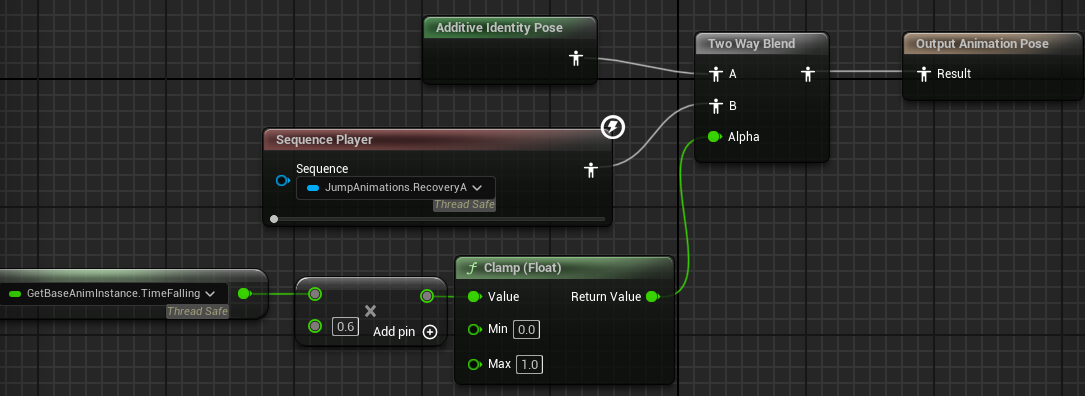 Additive Identity Pose
Two Way Blend
Output Animation Pose
A
Result
B
Alpha
Sequence Player
Sequence
JumpAnimations.RecoveryA
Thread Safe
Clamp (Float)
GetBaseAnimInstance.TimeFalling
Thread Safe
0.6
Add pin
Value
Return Value
Min 0.0
Max 1.0